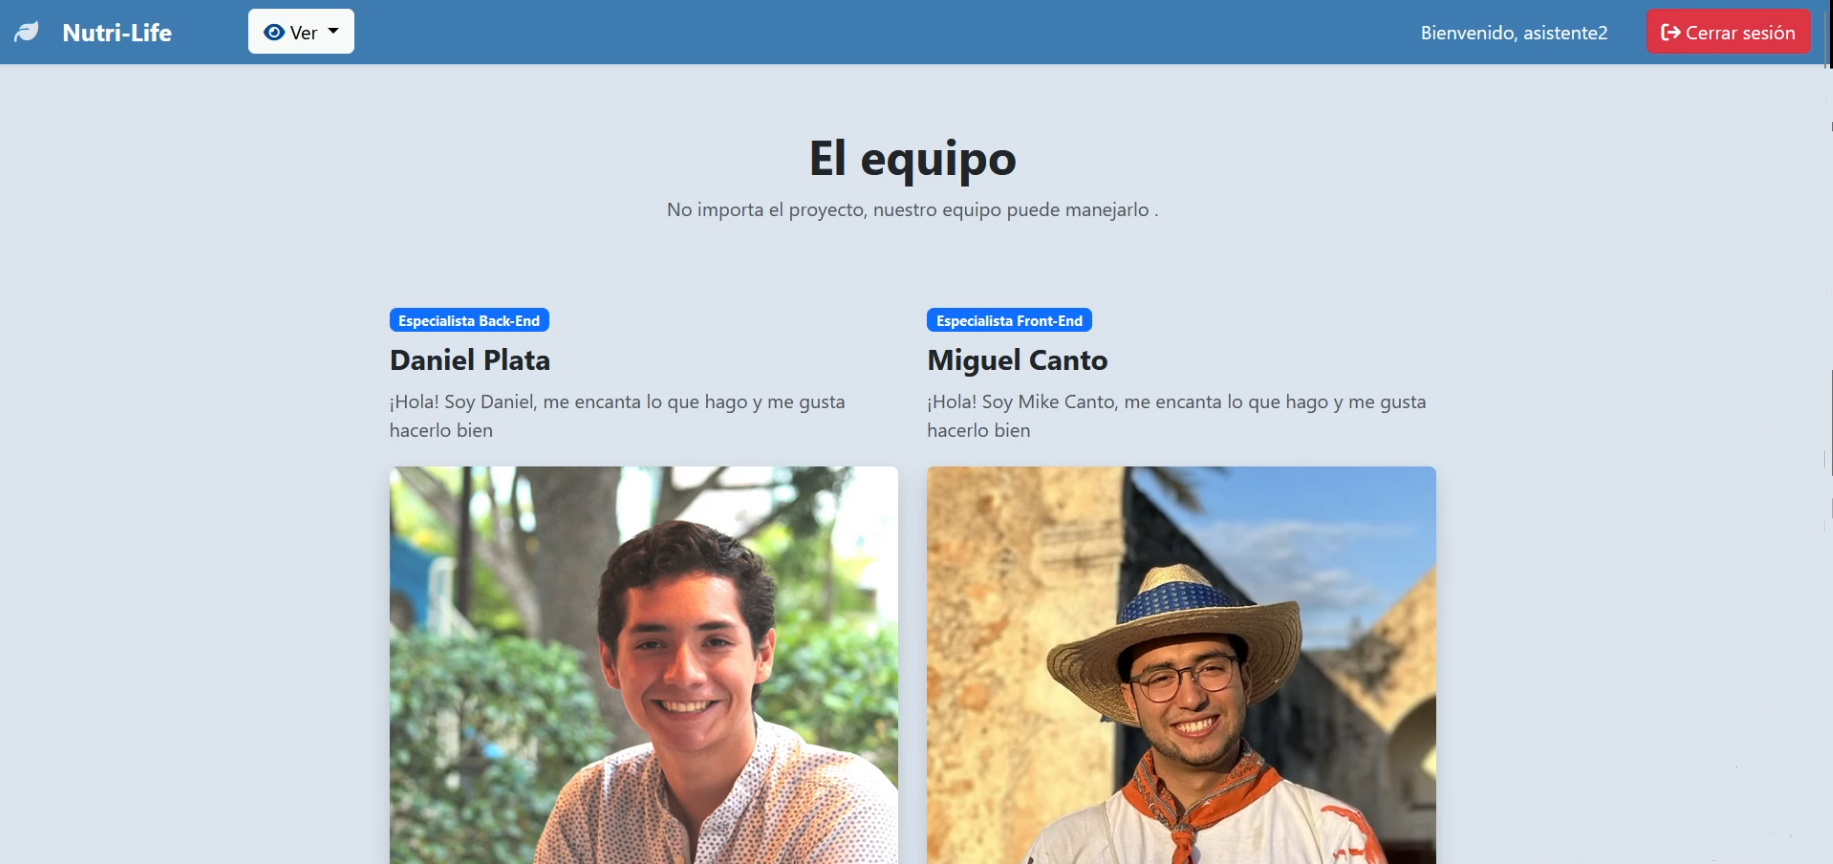 Nutri-Life
Ver
Bienvenido, asistente2
Cerrar sesión
El equipo
No importa el proyecto, nuestro equipo puede manejarlo .
Especialista Back-End
Daniel Plata
¡Hola! Soy Daniel, me encanta lo que hago y me gusta
hacerlo bien
Especialista Front-End
Miguel Canto
¡Hola! Soy Mike Canto, me encanta lo que hago y me gusta
hacerlo bien